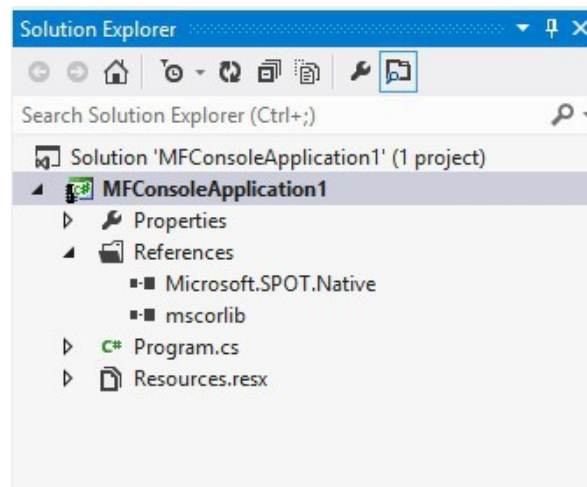 Solution Explorer
Search Solution Explorer (Ctrl+;)
Solution 'MFConsoleApplication1' (1 project)
C# MFConsoleApplication1
Properties
References
Microsoft.SPOT.Native
mscorlib
C# Program.cs
Resources.resx